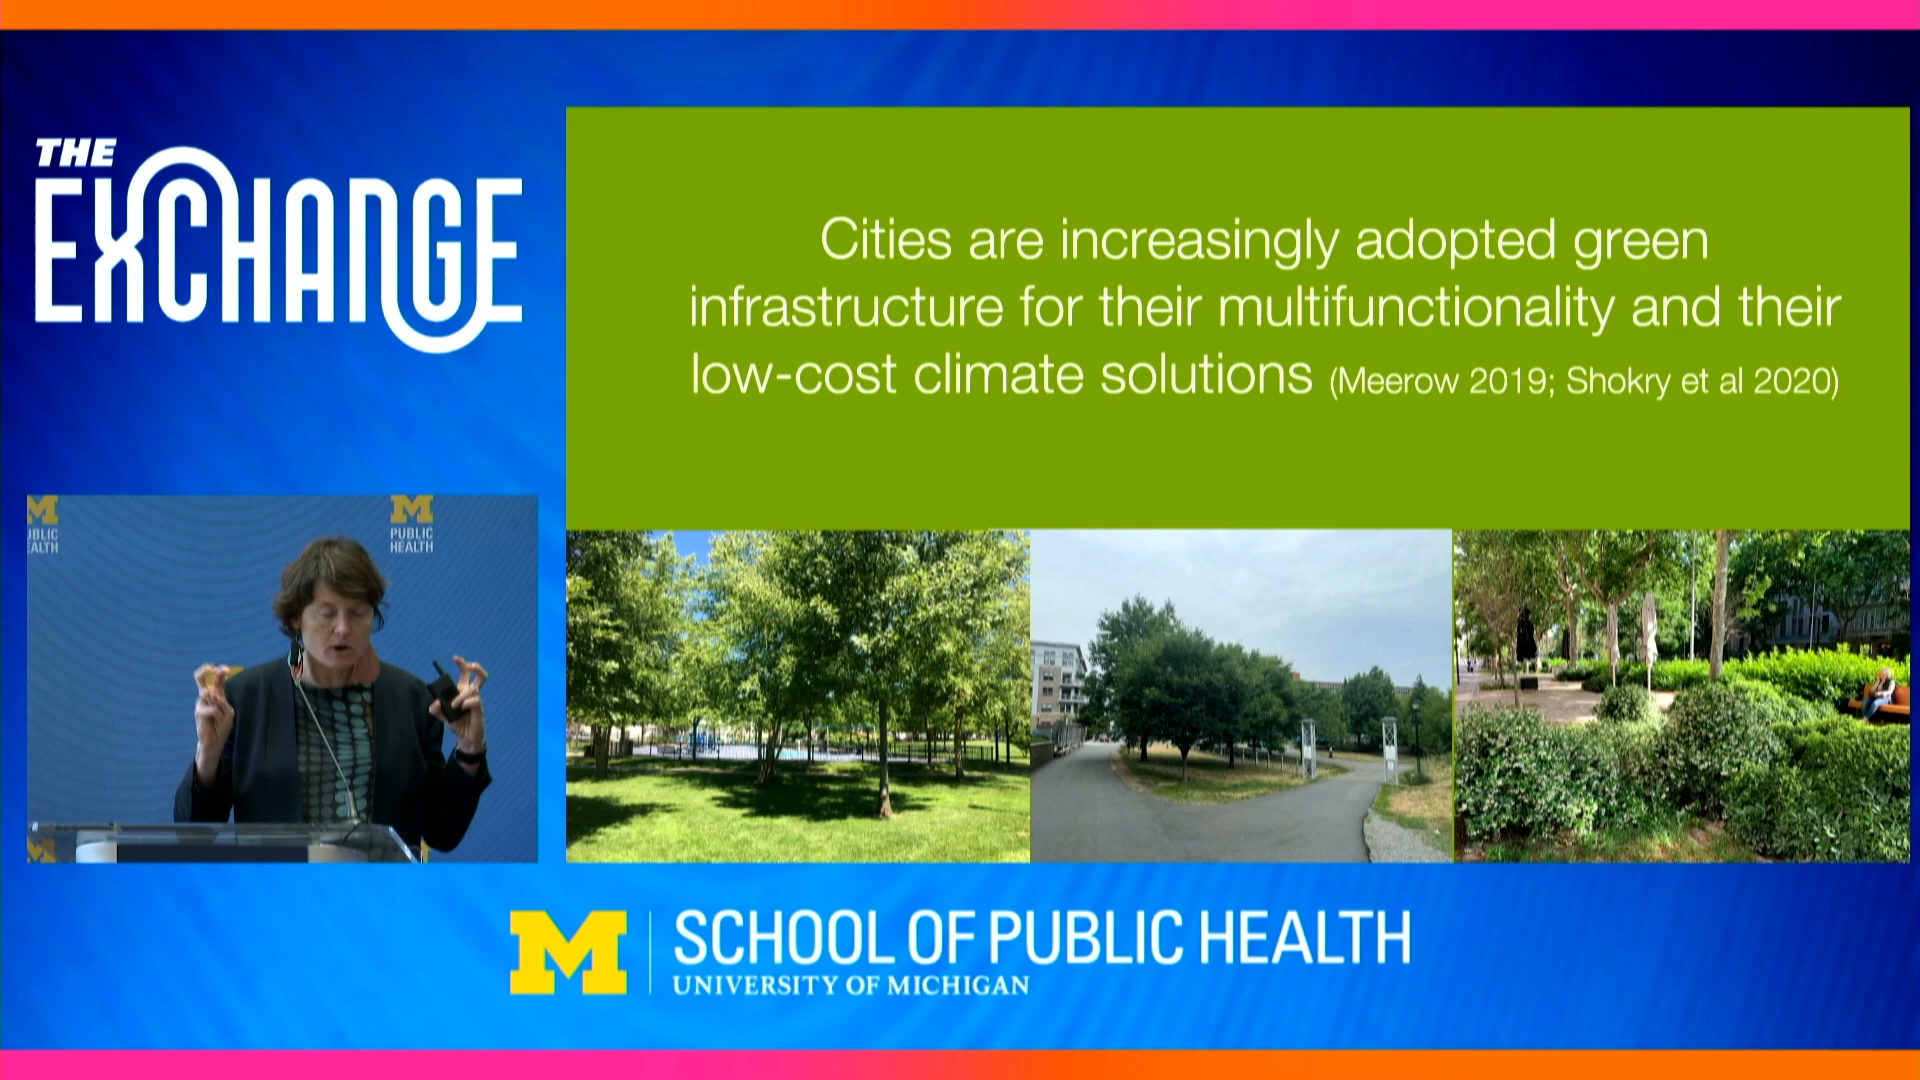 THE
EXCHANGE
Cities are increasingly adopted green
infrastructure for their multifunctionality and their
low-cost climate solutions (Meerow 2019; Shokry et al 2020)
M
M
PUBLIC
HEALTH
M
SCHOOL OF PUBLIC HEALTH
UNIVERSITY OF MICHIGAN